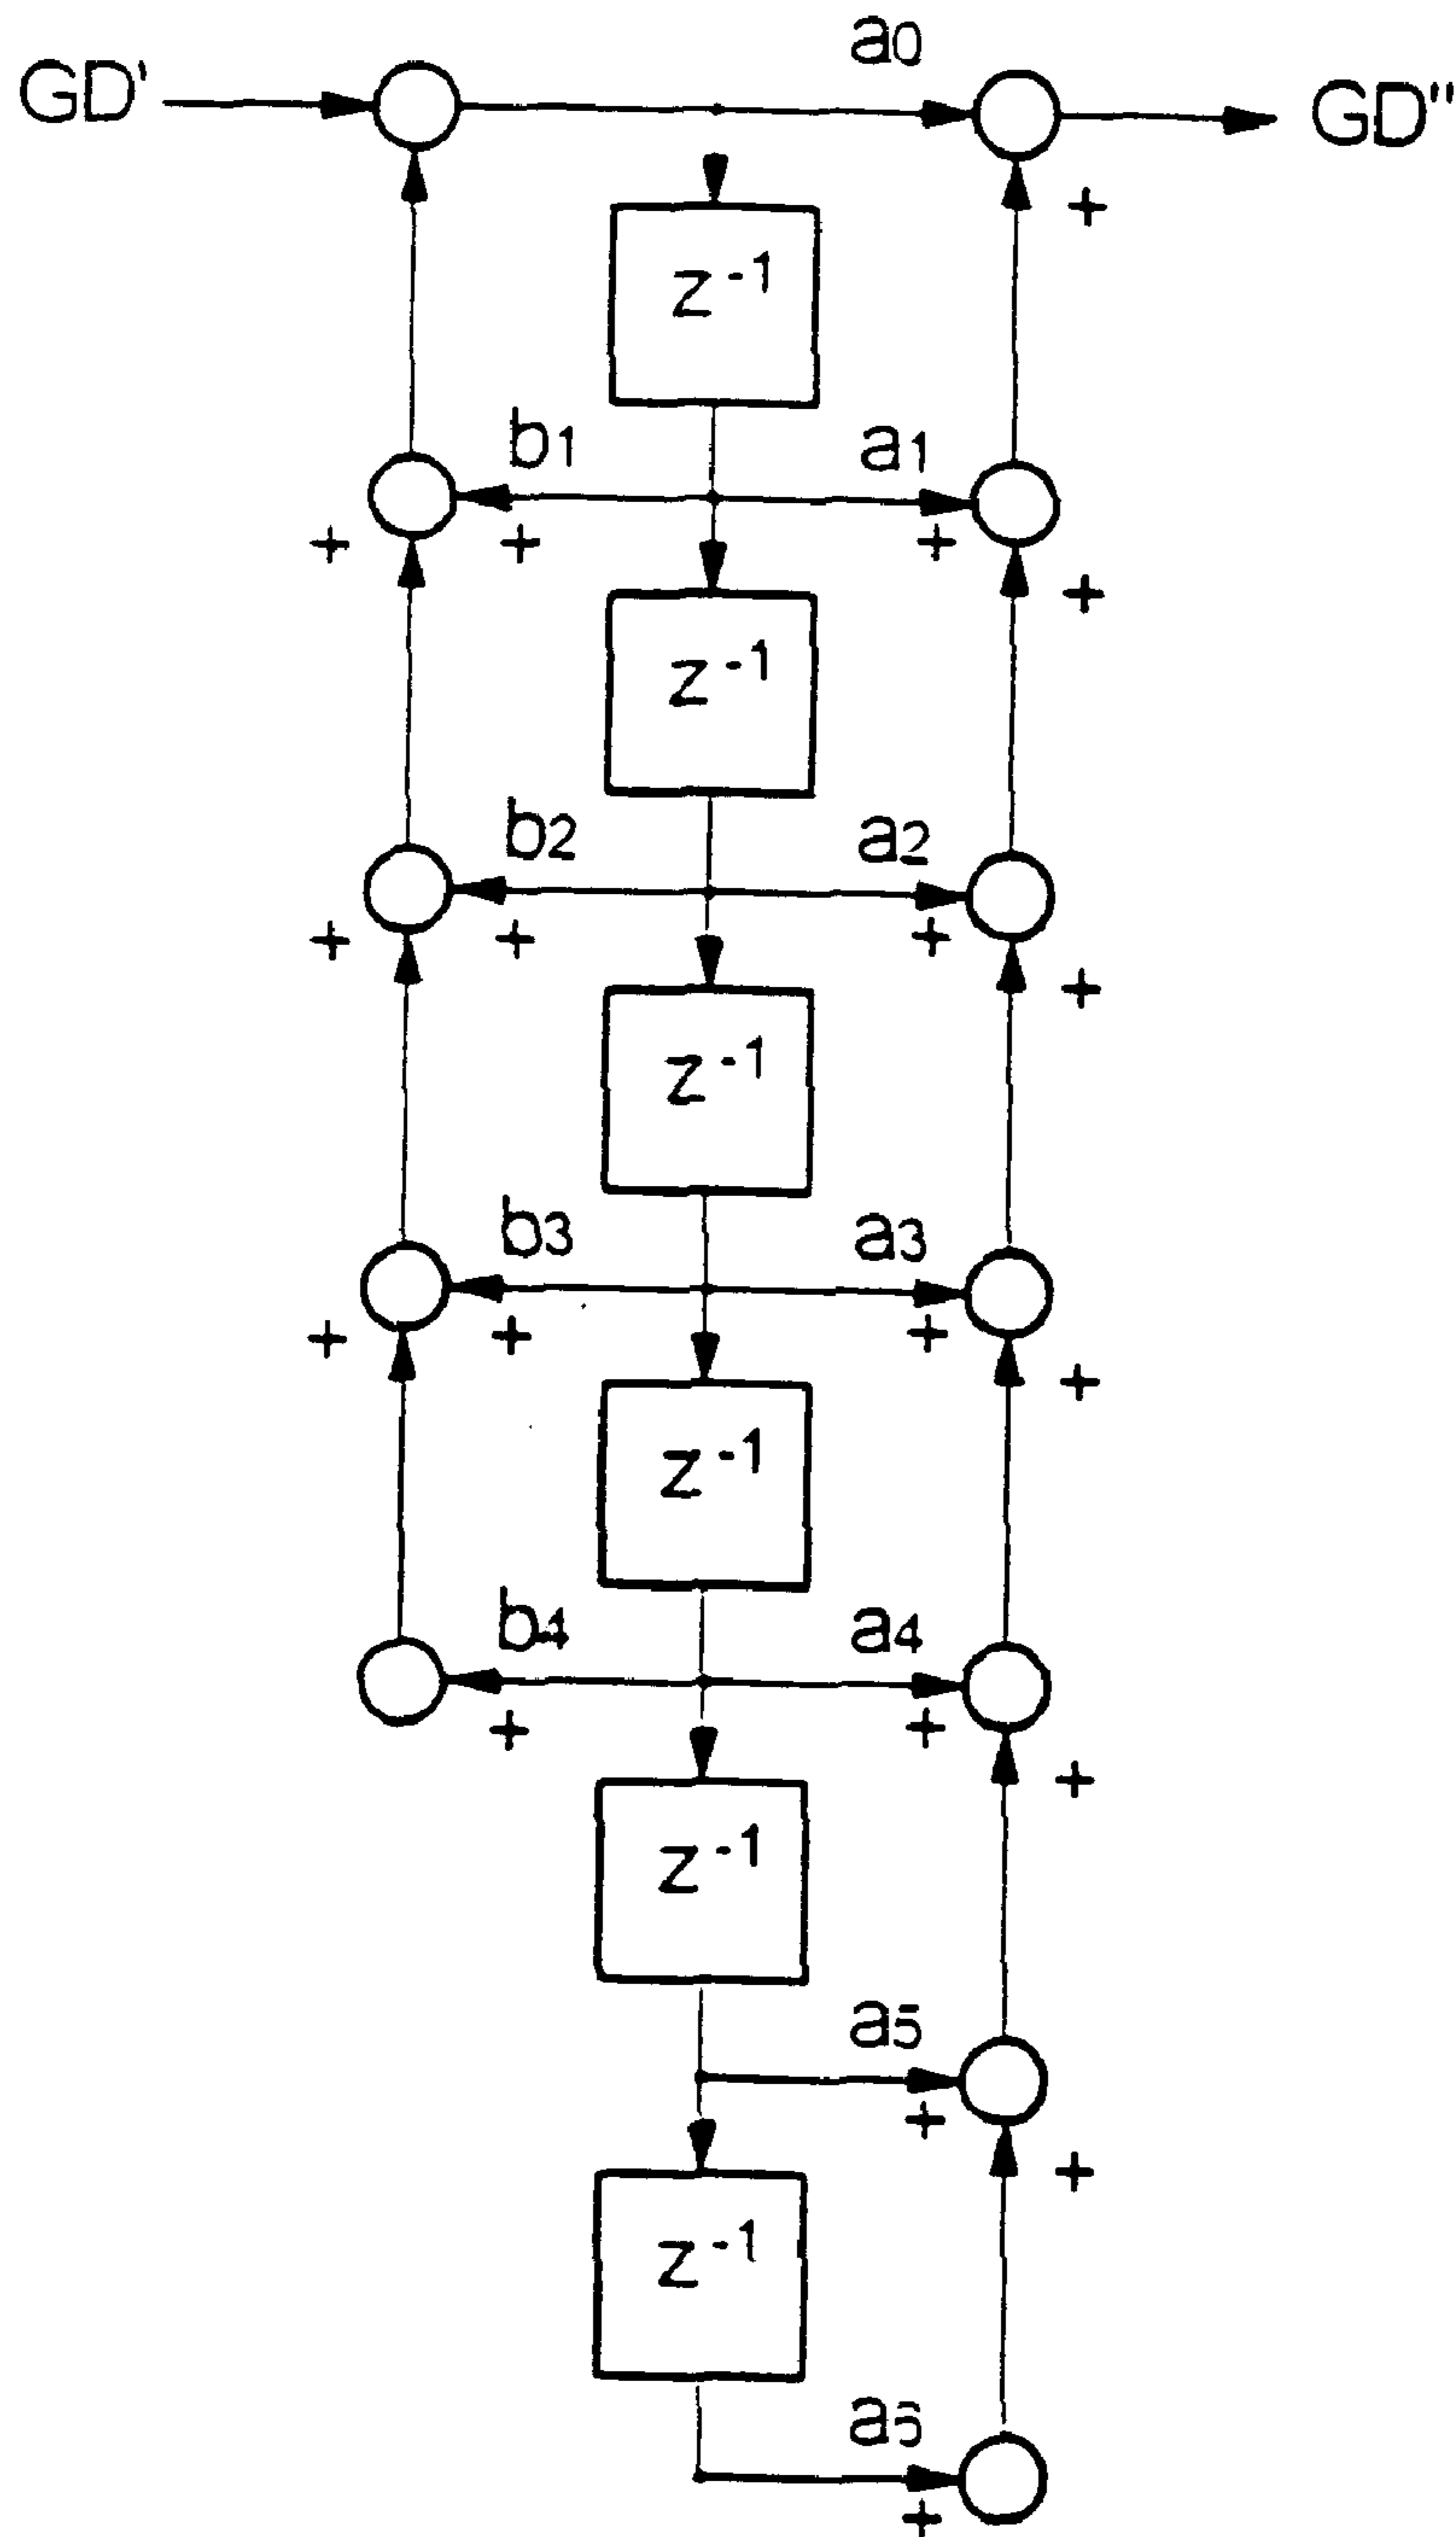 a0
GD' GD"
+
z-1
b1 a1
+ + +
+
z-1
b2 a2
+ + +
+
z-1
b3 a3
+ + +
+
z-1
b4 a4
+ +
+
z-1
a5
+
+
z-1
a6
+